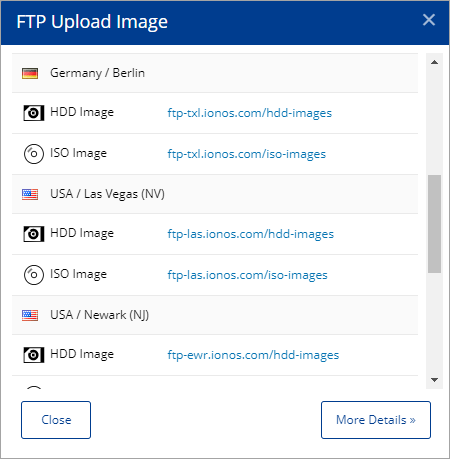 FTP Upload Image
Germany / Berlin
HDD Image ftp-txl.ionos.com/hdd-images
ISO Image ftp-txl.ionos.com/iso-images
USA / Las Vegas (NV)
HDD Image ftp-las.ionos.com/hdd-images
ISO Image ftp-las.ionos.com/iso-images
USA / Newark (NJ)
HDD Image ftp-ewr.ionos.com/hdd-images
Close More Details »